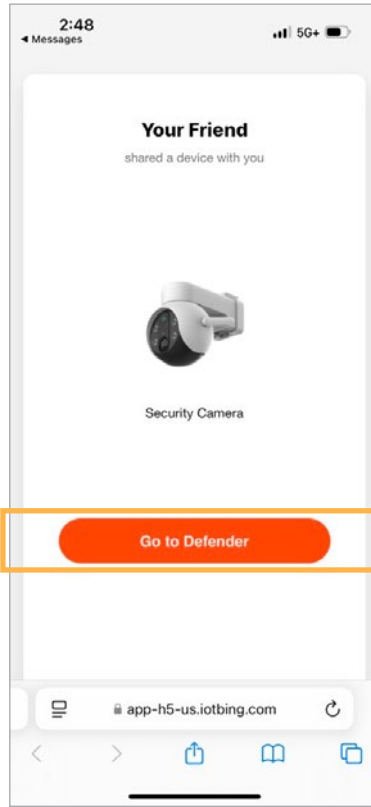 2:48
5G+
◀ Messages
Your Friend
shared a device with you
Security Camera
Go to Defender
app-h5-us.iotbing.com